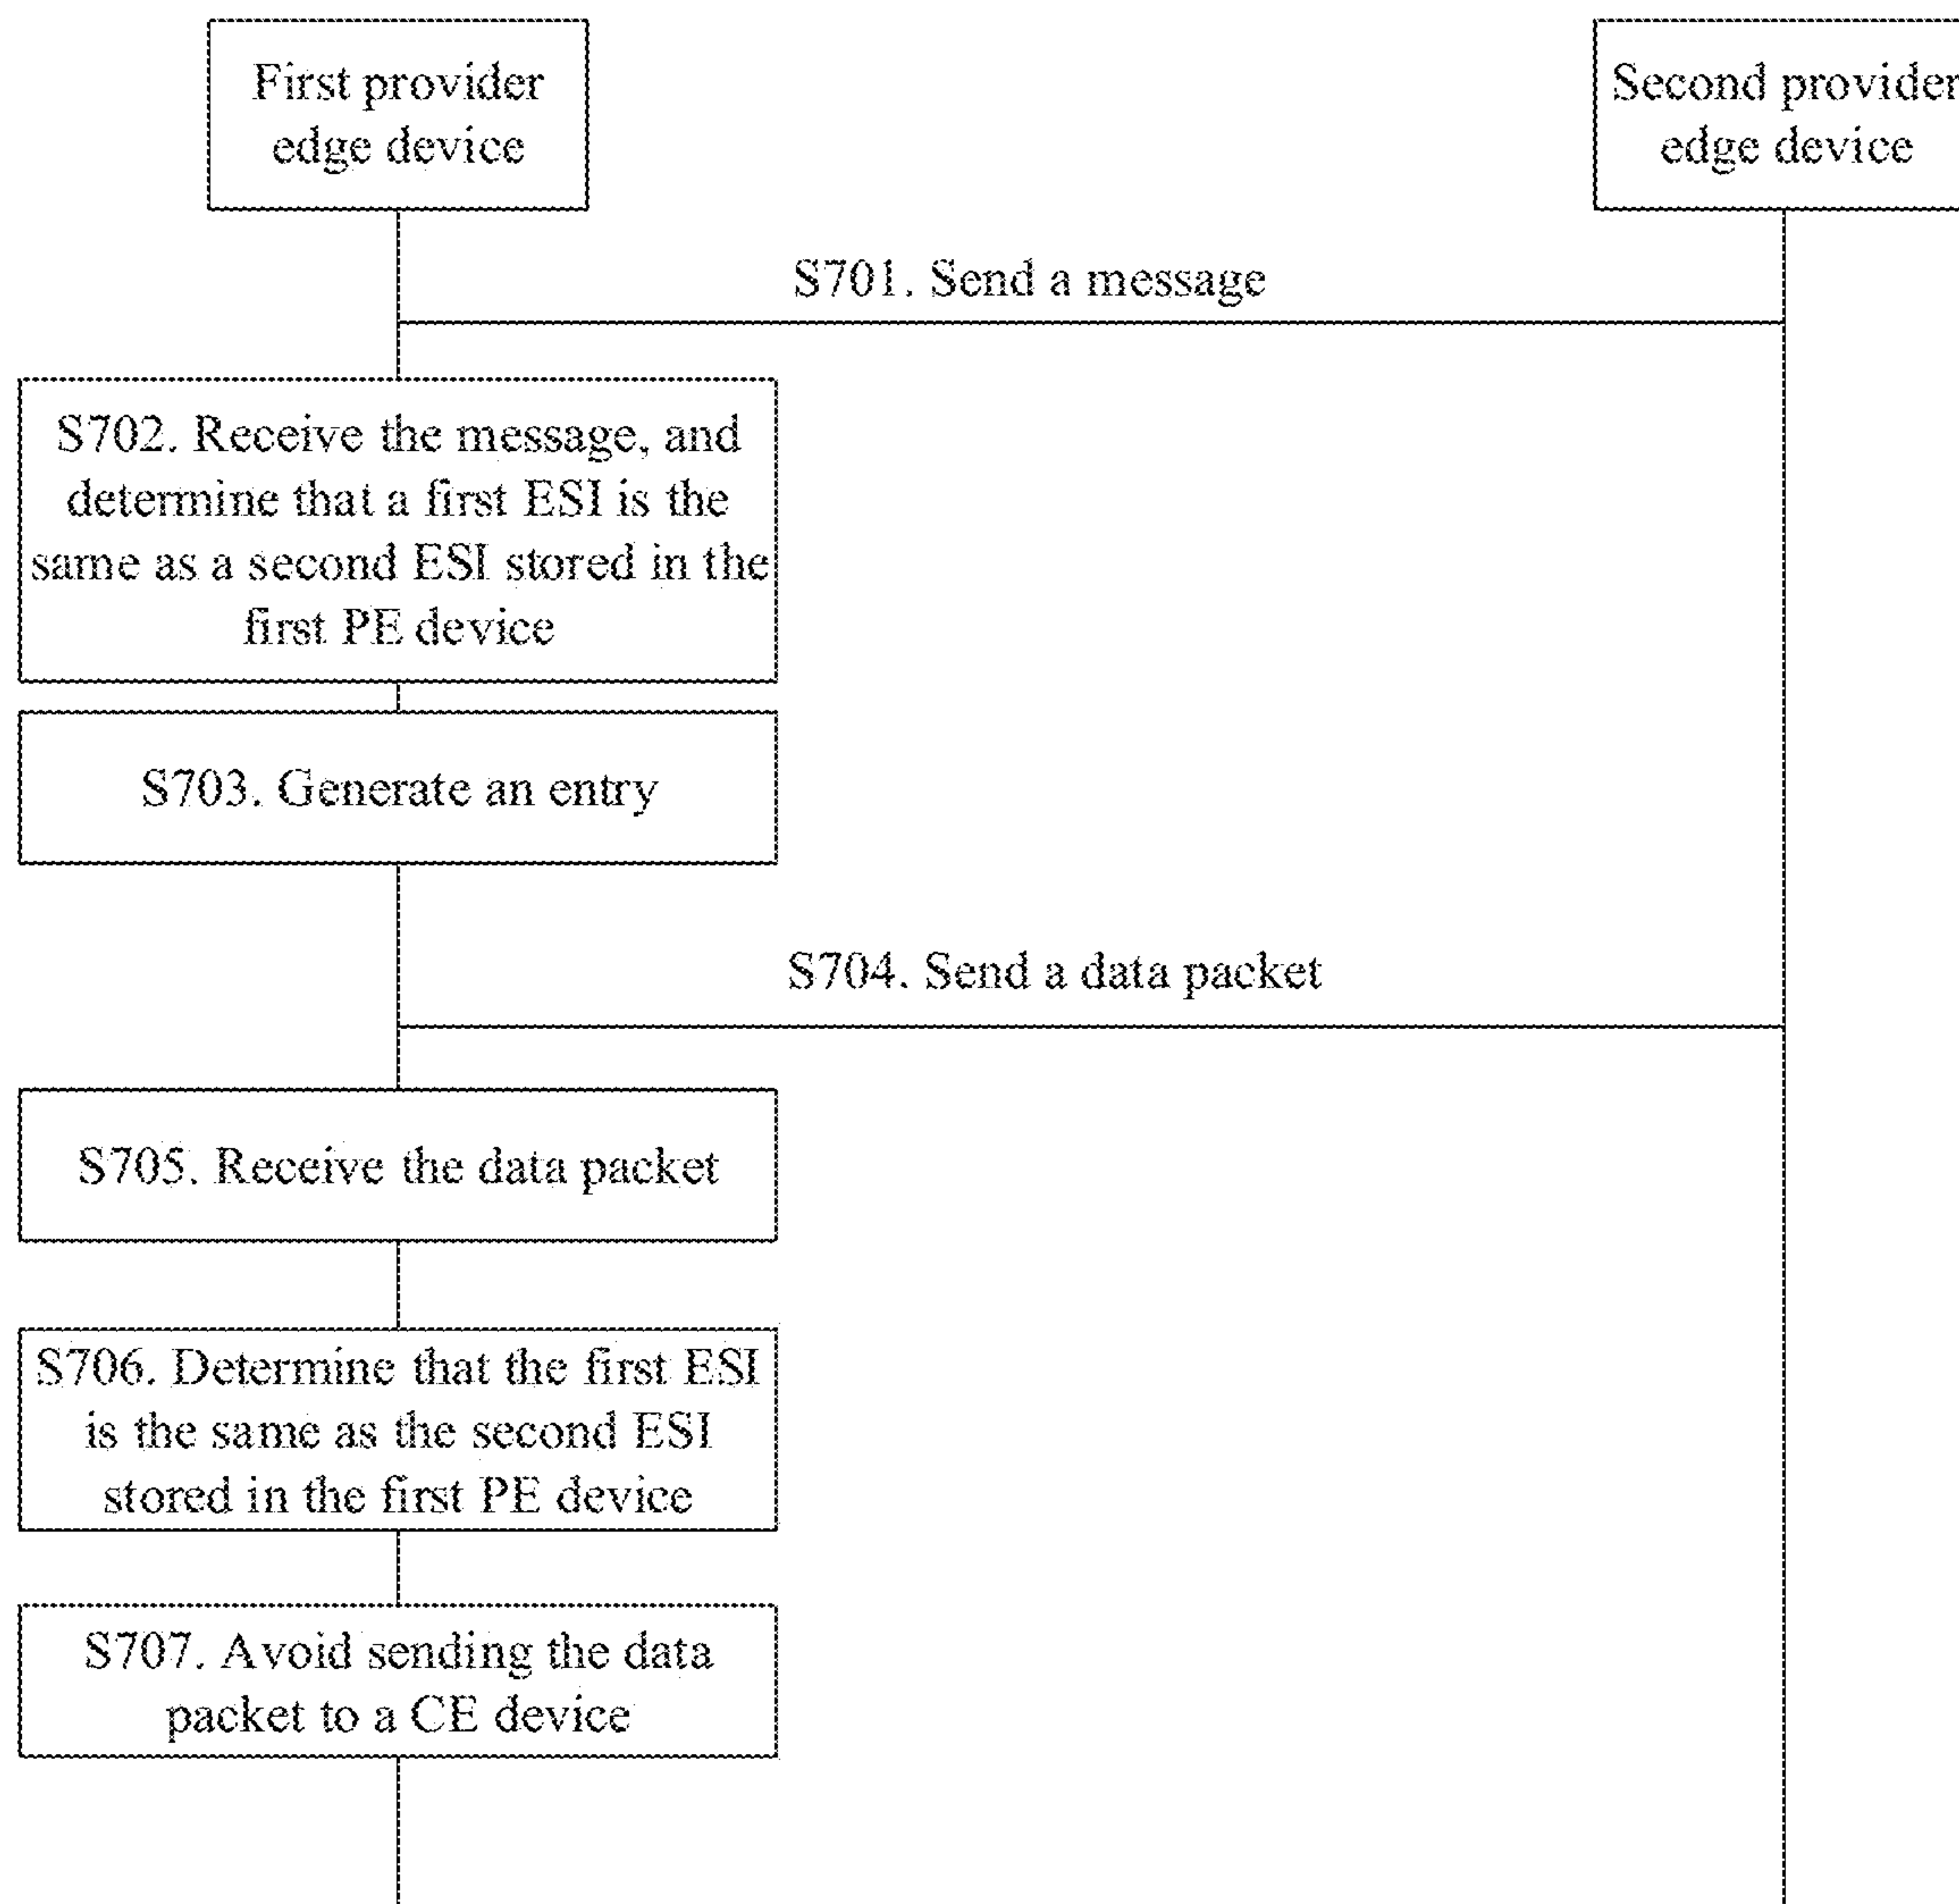 First provider
edge device
Second provider
edge device
S701. Send a message
S702. Receive the message, and
determine that a first ESI is the
same as a second ESI stored in the
first PE device
S703. Generate an entry
S704. Send a data packet
S705. Receive the data packet
S706. Determine that the first ESI
is the same as the second ESI
stored in the first PE device
S707. Avoid sending the data
packet to a CE device